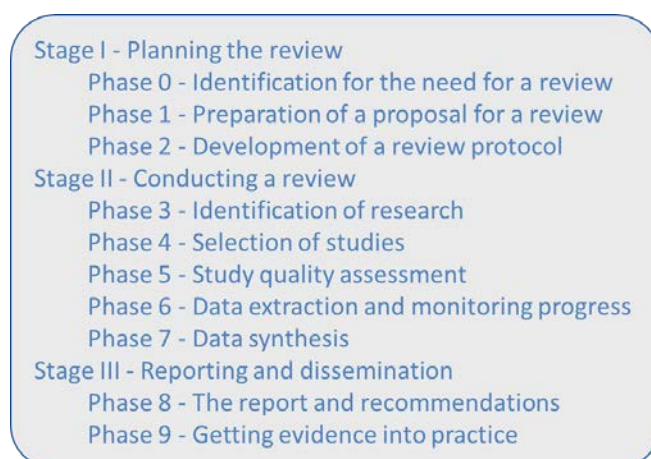 Stage I - Planning the review
Phase 0 - Identification for the need for a review
Phase 1 - Preparation of a proposal for a review
Phase 2 - Development of a review protocol
Stage II - Conducting a review
Phase 3 - Identification of research
Phase 4 - Selection of studies
Phase 5 - Study quality assessment
Phase 6 - Data extraction and monitoring progress
Phase 7 - Data synthesis
Stage III - Reporting and dissemination
Phase 8 - The report and recommendations
Phase 9 - Getting evidence into practice